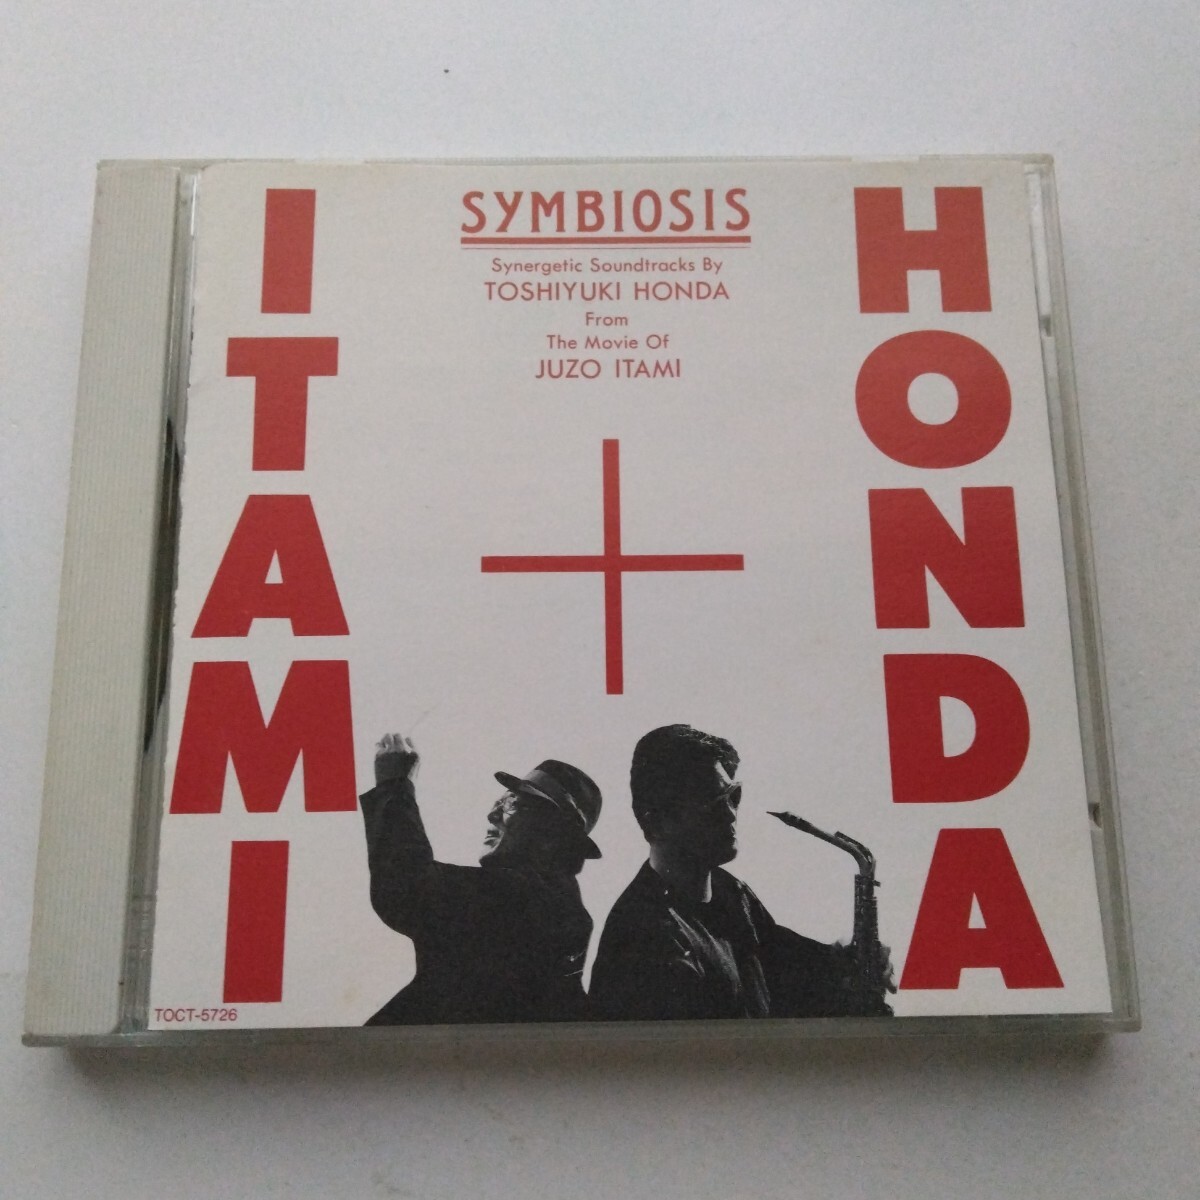 SYMBIOSIS
Synergetic Soundtracks By
TOSHIYUKI HONDA
From
The Movie Of
JUZO ITAMI
ITAMI
HONDA
TOCT-5726